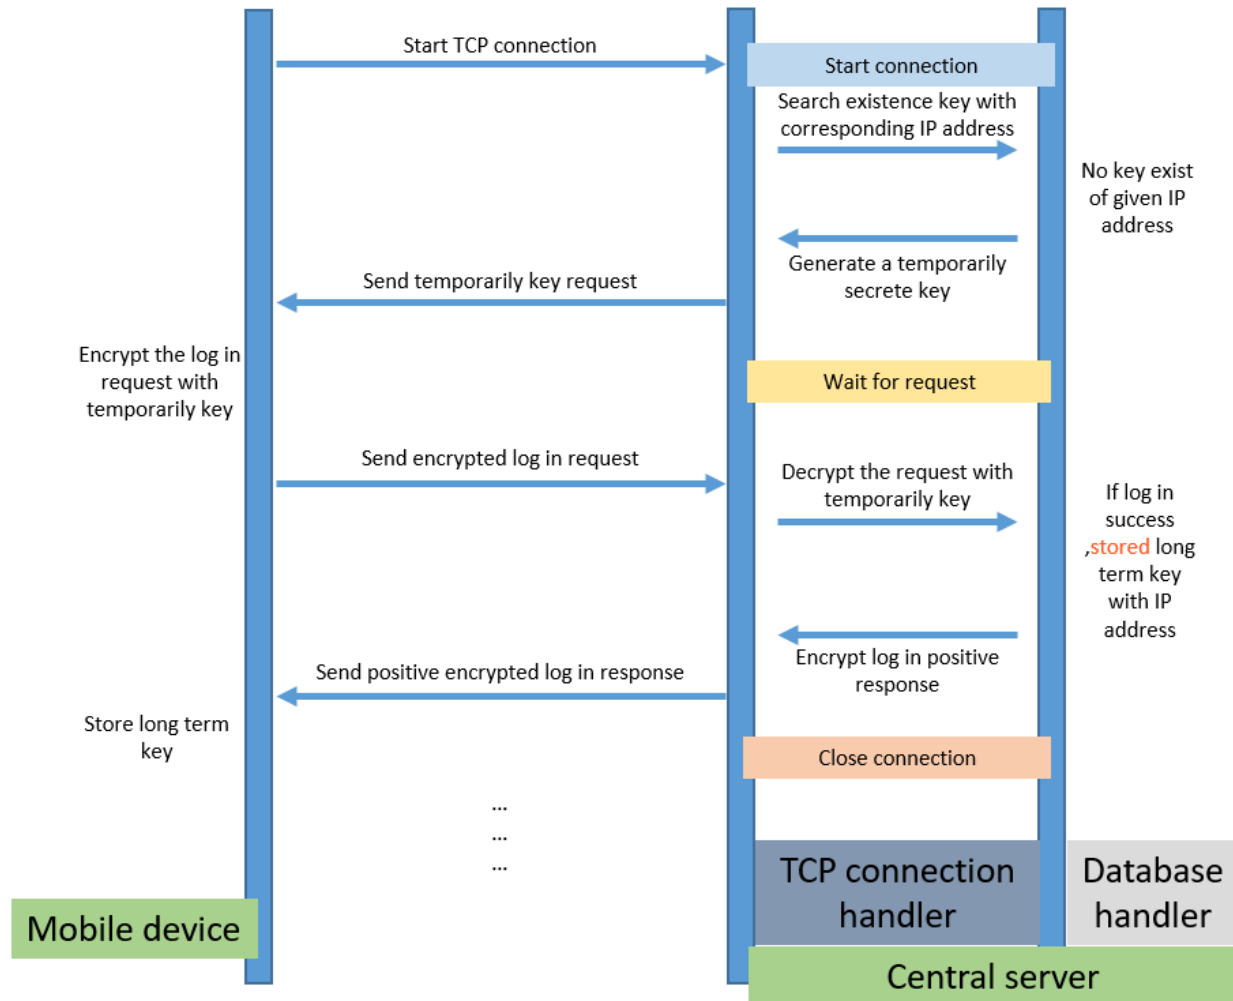 Start TCP connection
Start connection
Search existence key with
corresponding IP address
No key exist
of given IP
address
Generate a temporarily
secrete key
Send temporarily key request
Encrypt the log in
request with
temporarily key
Wait for request
Send encrypted log in request
Decrypt the request with
temporarily key
If log in
success
,stored long
term key
with IP
address
Encrypt log in positive
response
Send positive encrypted log in response
Store long term
key
Close connection
...
...
...
TCP connection
handler
Database
handler
Mobile device
Central server